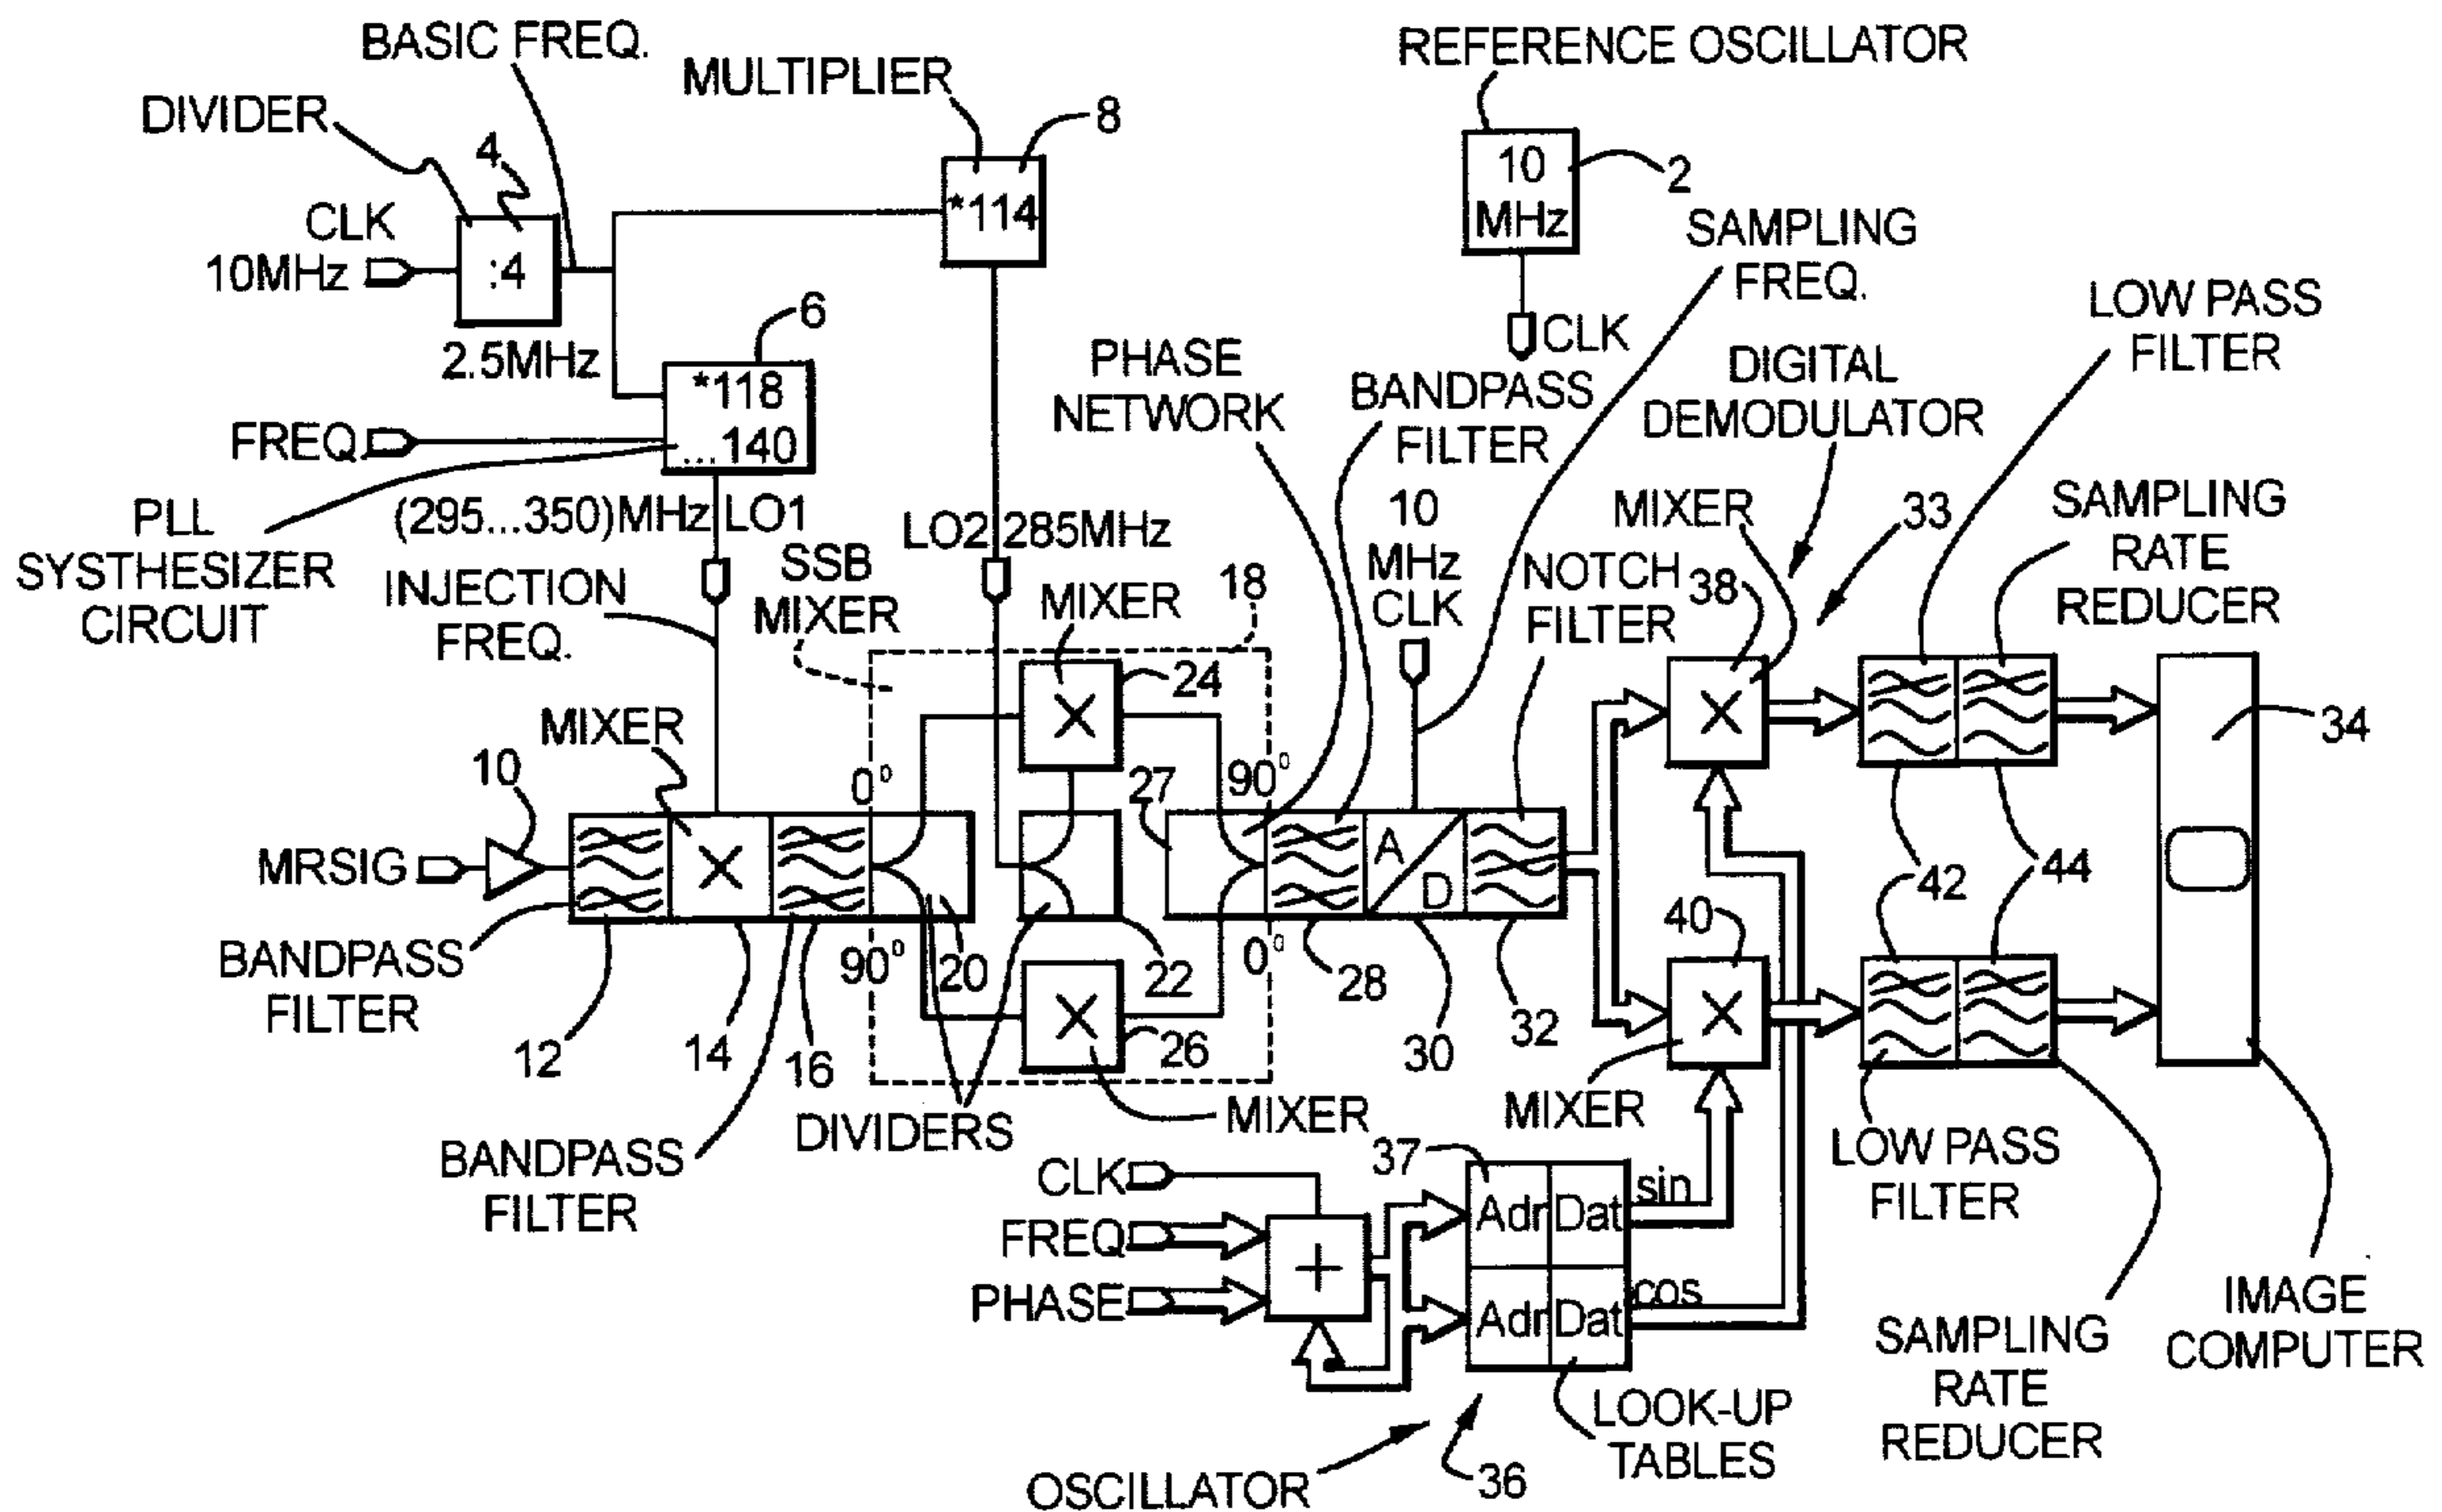 BASIC FREQ.
DIVIDER
4
CLK
10MHz
:4
2.5MHz
MULTIPLIER
8
*114
6
*118
...140
FREQ
PLL
SYSTHESIZER
CIRCUIT
(295...350)MHz LO1
INJECTION
FREQ.
LO2 285MHz
REFERENCE OSCILLATOR
10
MHz
2
CLK
SAMPLING
FREQ.
PHASE
NETWORK
BANDPASS
FILTER
10
MHz
CLK
DIGITAL
DEMODULATOR
LOW PASS
FILTER
MIXER
33
SAMPLING
RATE
REDUCER
NOTCH
FILTER
38
SSB
MIXER
MIXER
18
24
MIXER
10
MRSIG
BANDPASS
FILTER
12
14
16
BANDPASS
FILTER
0°
90°
20
22
26
DIVIDERS
MIXER
27
90°
0°
28
A
D
30
32
40
MIXER
42
44
34
LOW PASS
FILTER
SAMPLING
RATE
REDUCER
IMAGE
COMPUTER
CLK
FREQ
PHASE
+
37
Adr Dat
sin
Adr Dat
cos
LOOK-UP
TABLES
OSCILLATOR
36